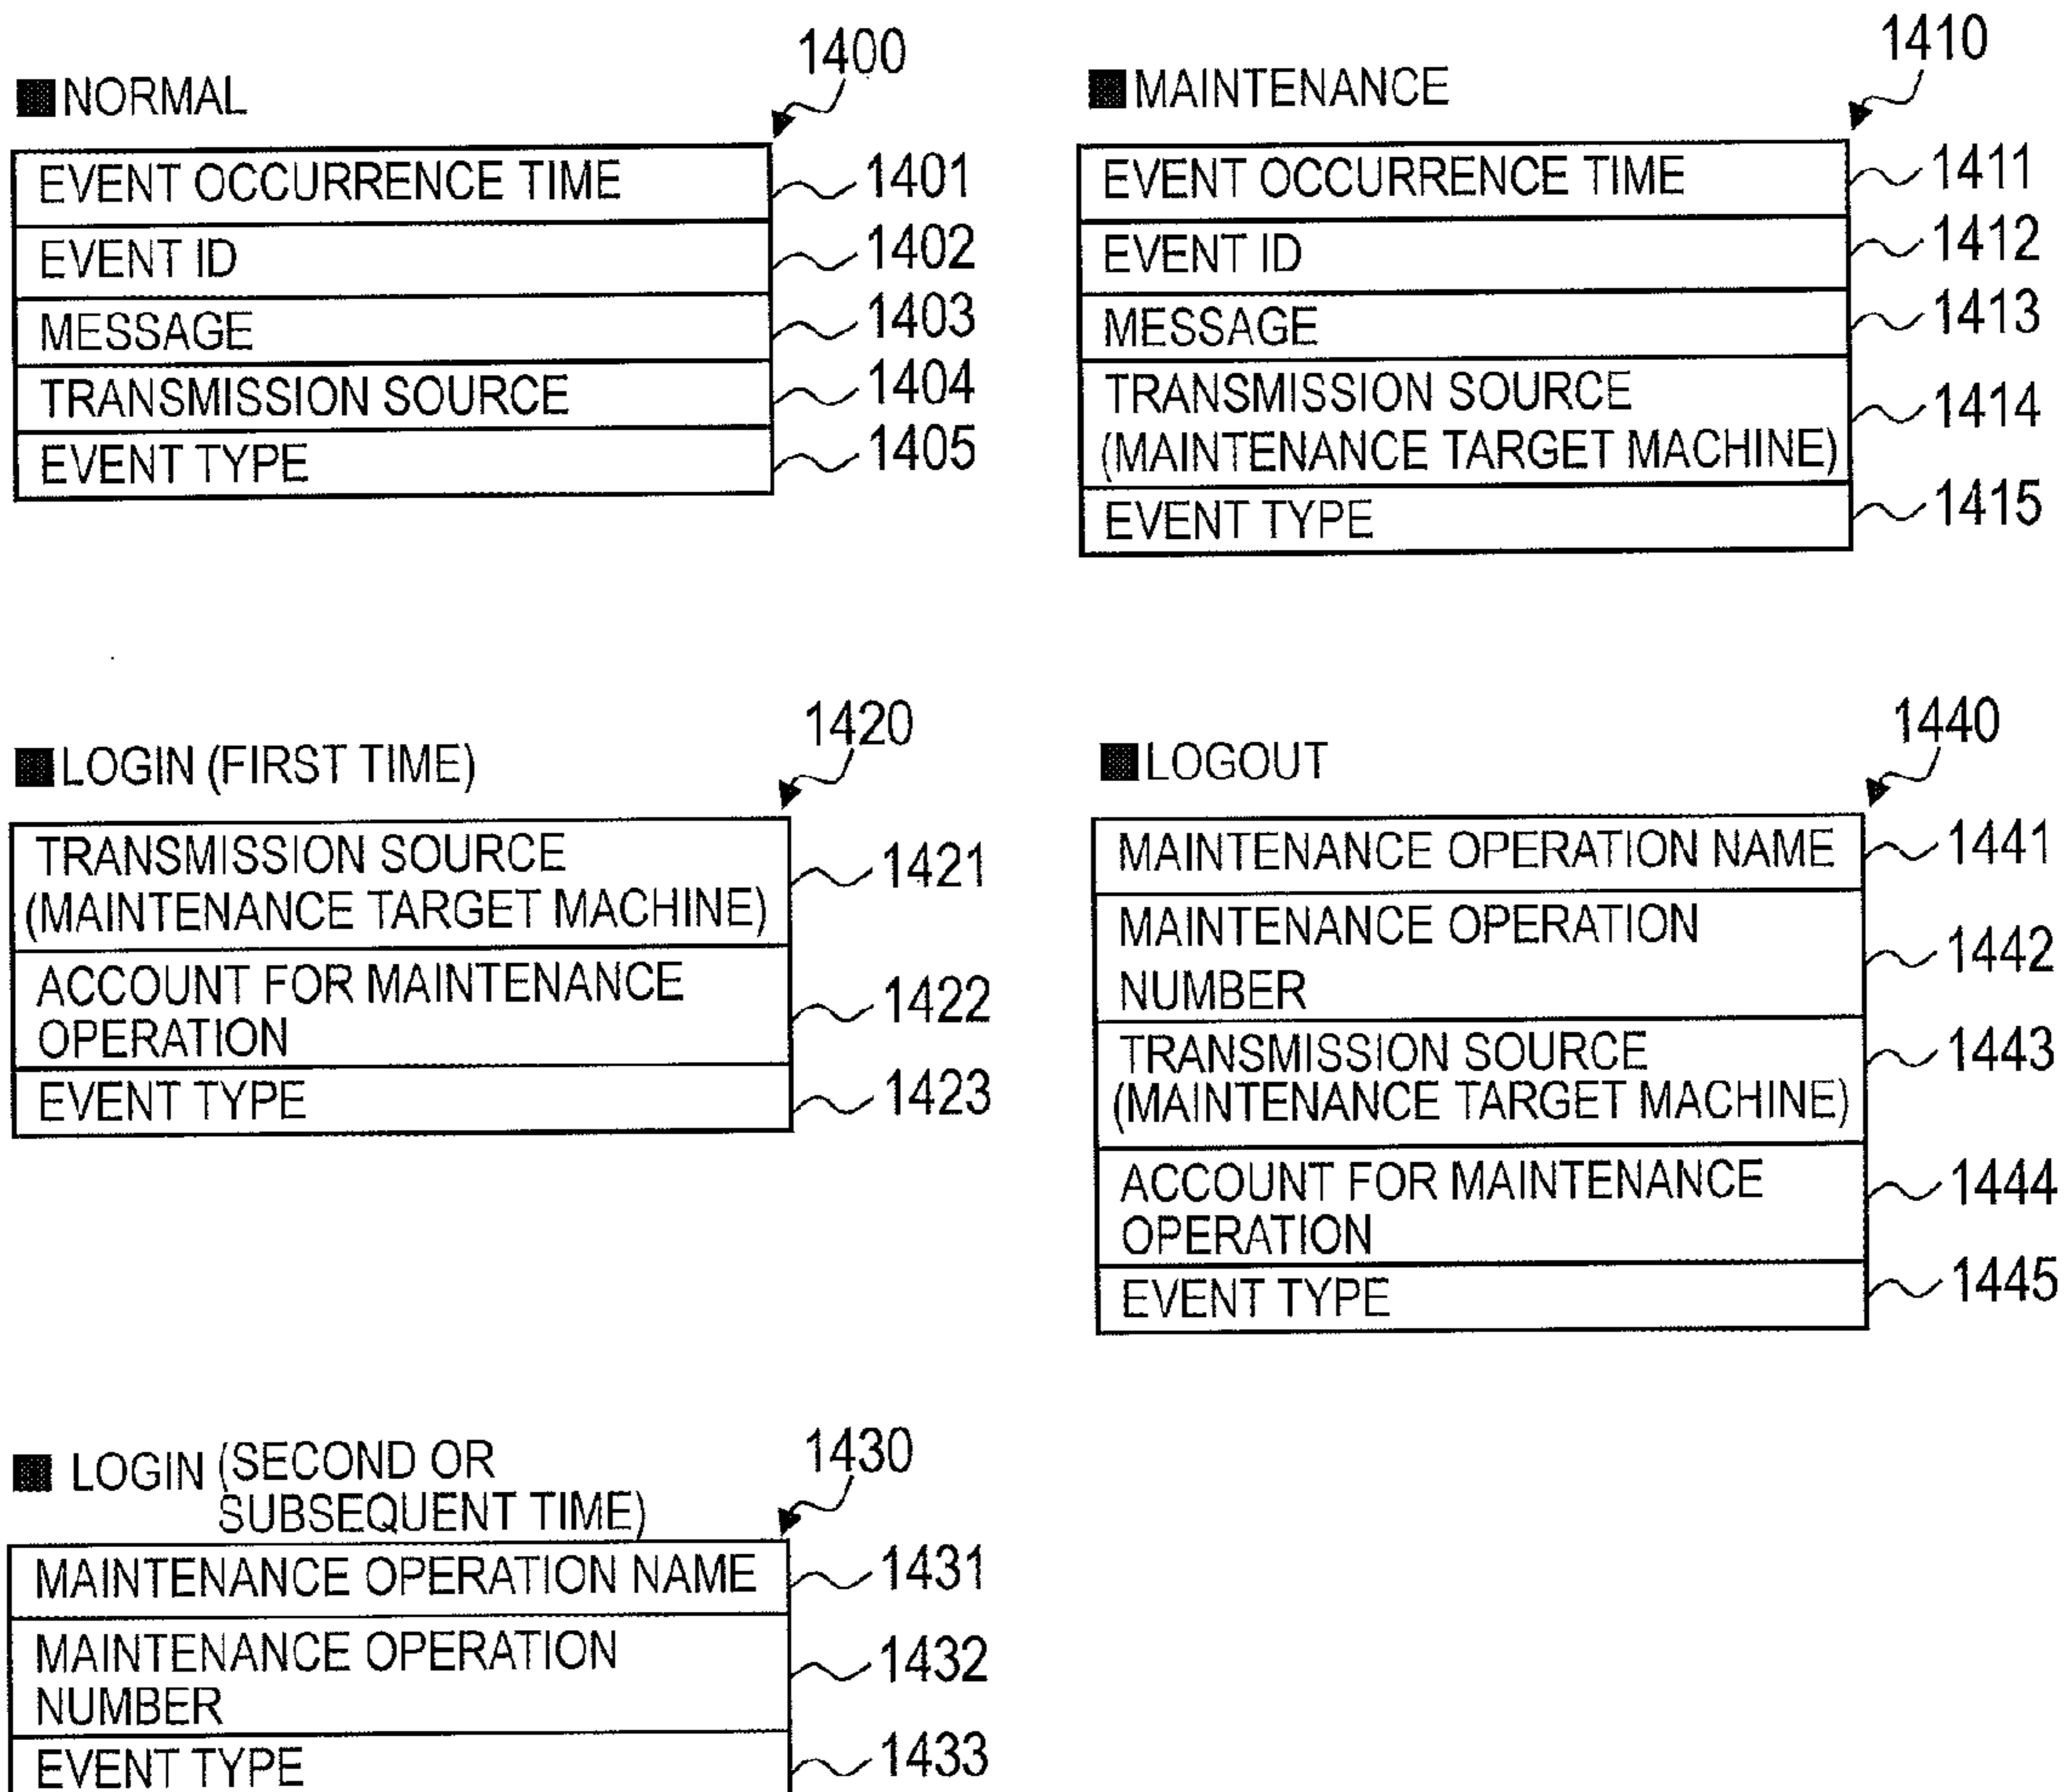 1400
■NORMAL
EVENT OCCURRENCE TIME
1401
EVENT ID
1402
MESSAGE
1403
TRANSMISSION SOURCE
1404
EVENT TYPE
1405
1410
■MAINTENANCE
EVENT OCCURRENCE TIME
1411
EVENT ID
1412
MESSAGE
1413
TRANSMISSION SOURCE
(MAINTENANCE TARGET MACHINE)
1414
EVENT TYPE
1415
1420
■LOGIN (FIRST TIME)
TRANSMISSION SOURCE
(MAINTENANCE TARGET MACHINE)
1421
ACCOUNT FOR MAINTENANCE
OPERATION
1422
EVENT TYPE
1423
1440
■LOGOUT
MAINTENANCE OPERATION NAME
1441
MAINTENANCE OPERATION
NUMBER
1442
TRANSMISSION SOURCE
(MAINTENANCE TARGET MACHINE)
1443
ACCOUNT FOR MAINTENANCE
OPERATION
1444
EVENT TYPE
1445
1430
■ LOGIN (SECOND OR
SUBSEQUENT TIME)
MAINTENANCE OPERATION NAME
1431
MAINTENANCE OPERATION
NUMBER
1432
EVENT TYPE
1433